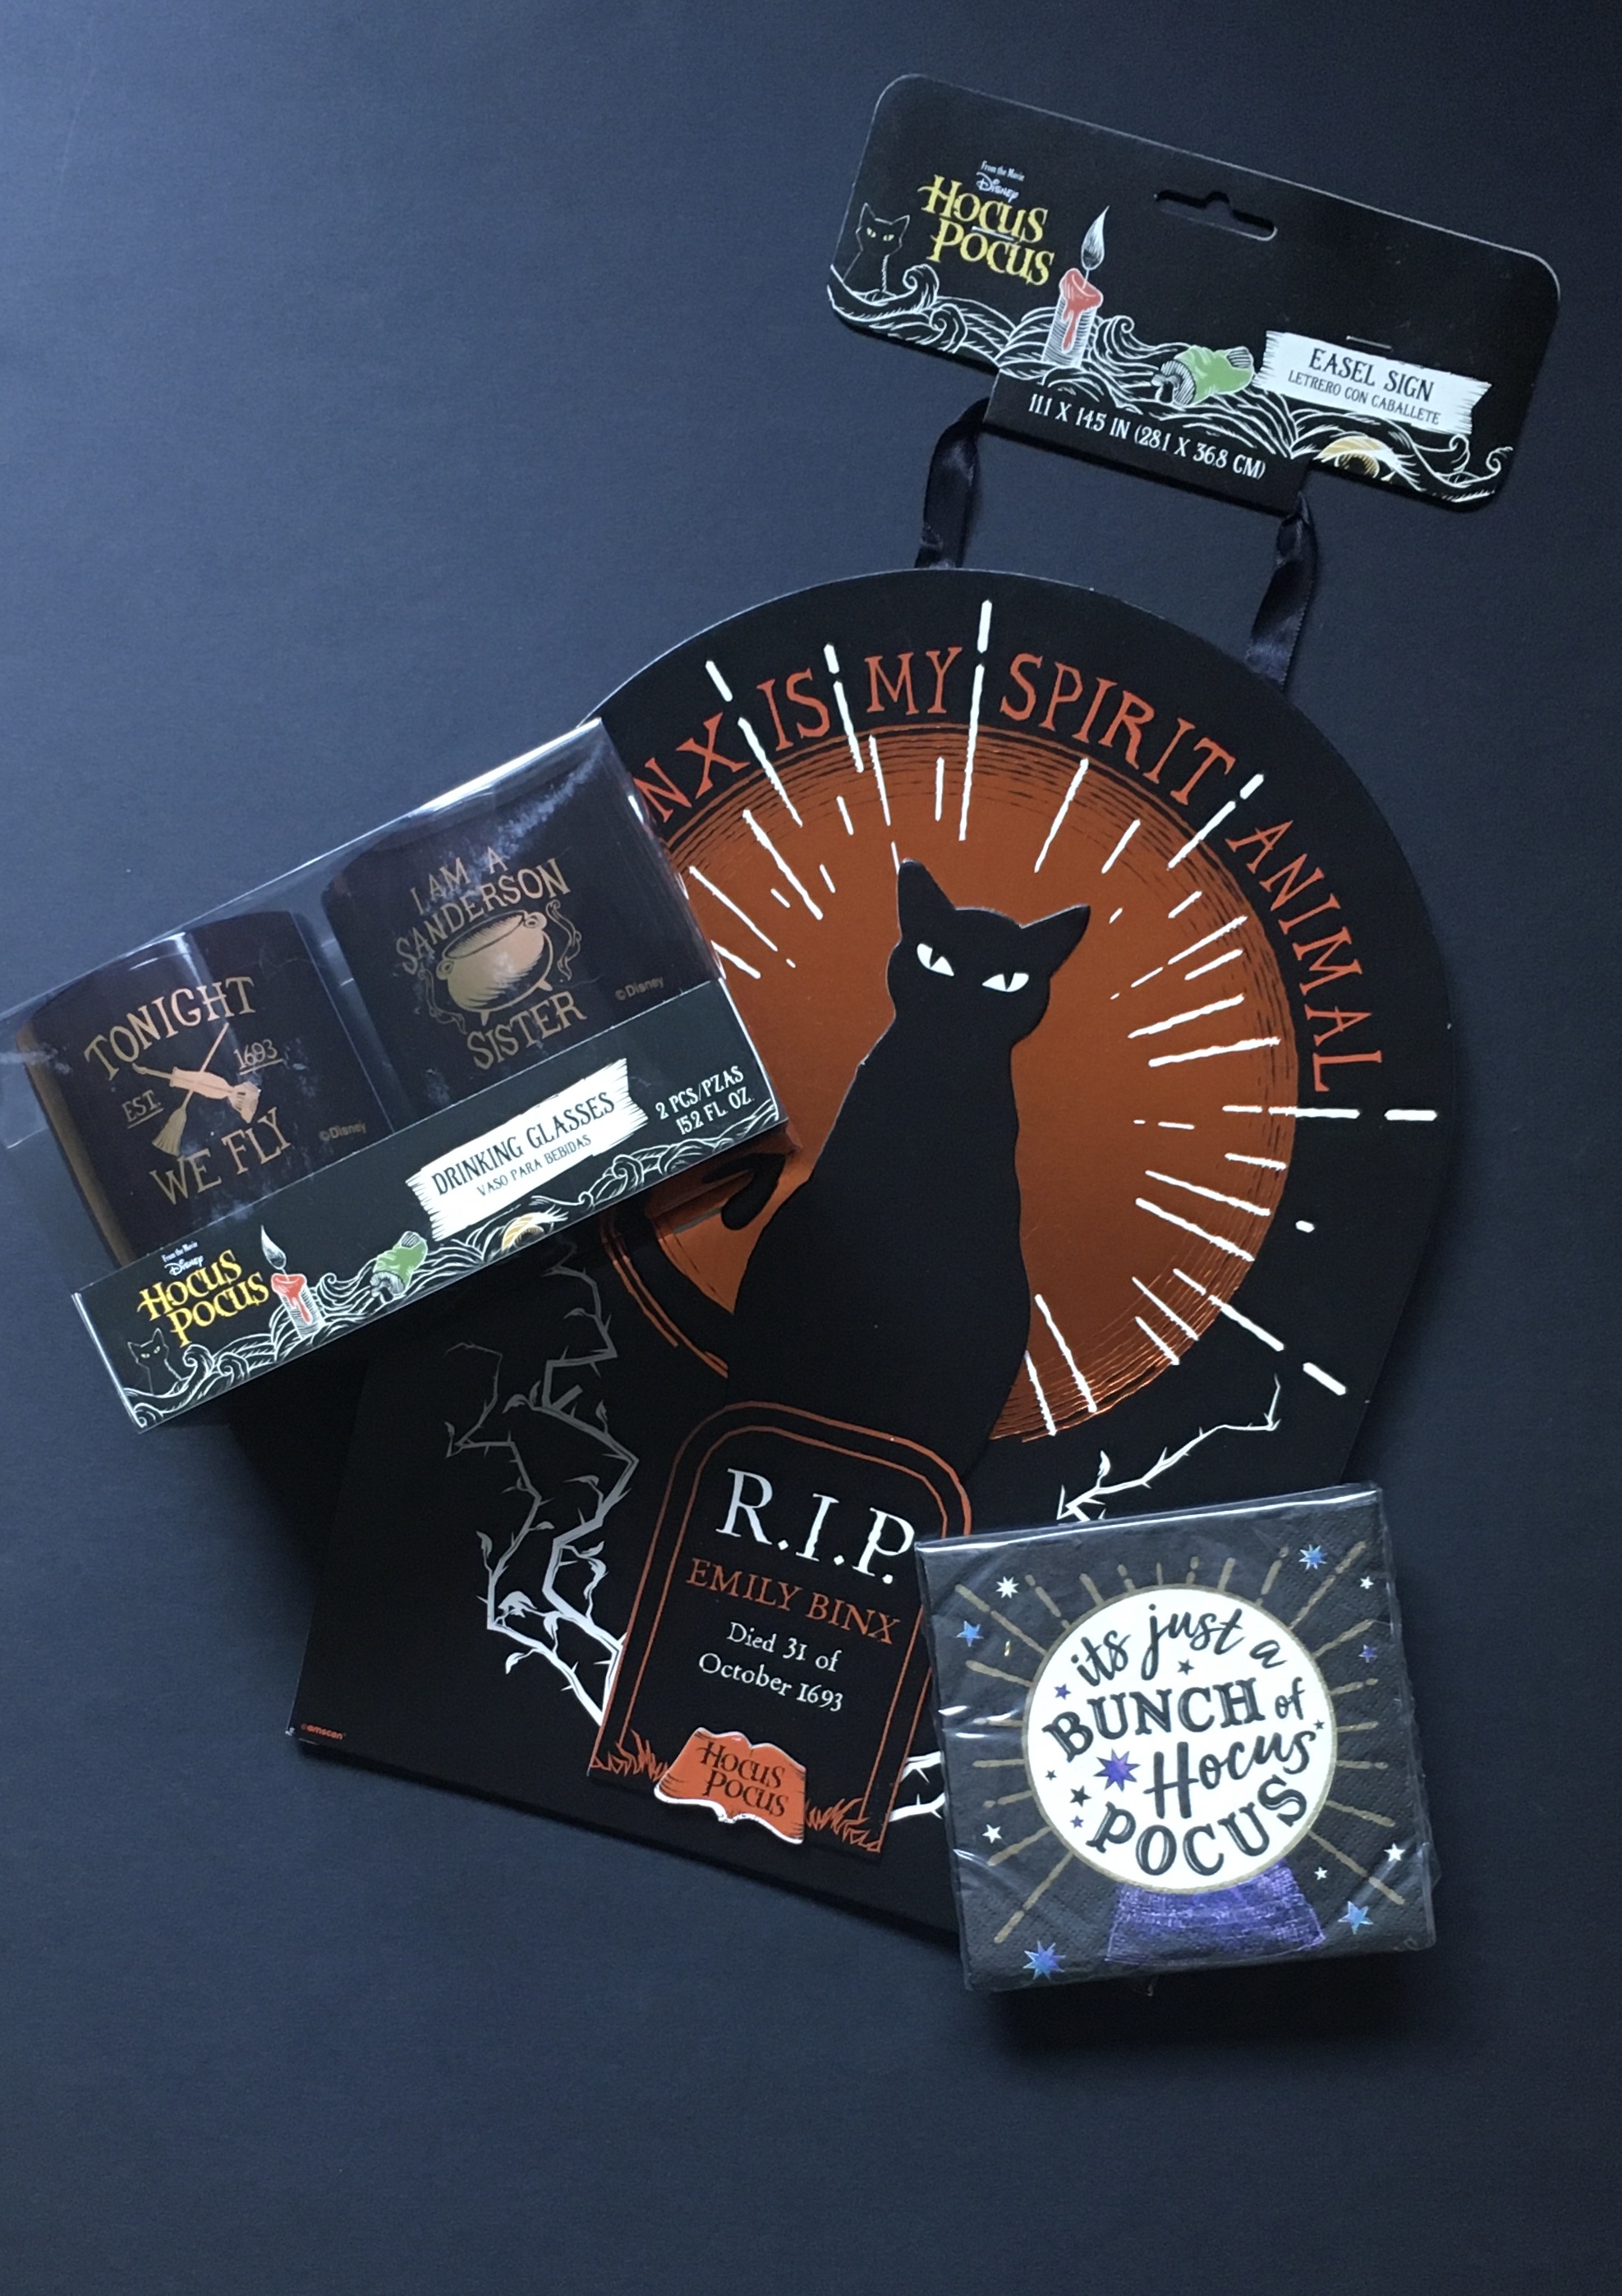 From the Movie
Disney
HOCUS
POCUS
EASEL SIGN
LETRERO CON CABALLETE
11.1 X 14.5 IN (28.1 X 36.8 CM)
NX IS MY SPIRIT ANIMAL
I AM A
SANDERSON
SISTER
©Disney
TONIGHT
EST. 1693
WE FLY
©Disney
DRINKING GLASSES
VASO PARA BEBIDAS
2 PCS/PZAS
15.2 FL. OZ.
From the Movie
Disney
HOCUS
POCUS
R.I.P.
EMILY BINX
Died 31 of
October 1693
HOCUS
POCUS
©amscan
its just a
BUNCH of
Hocus
POCUS